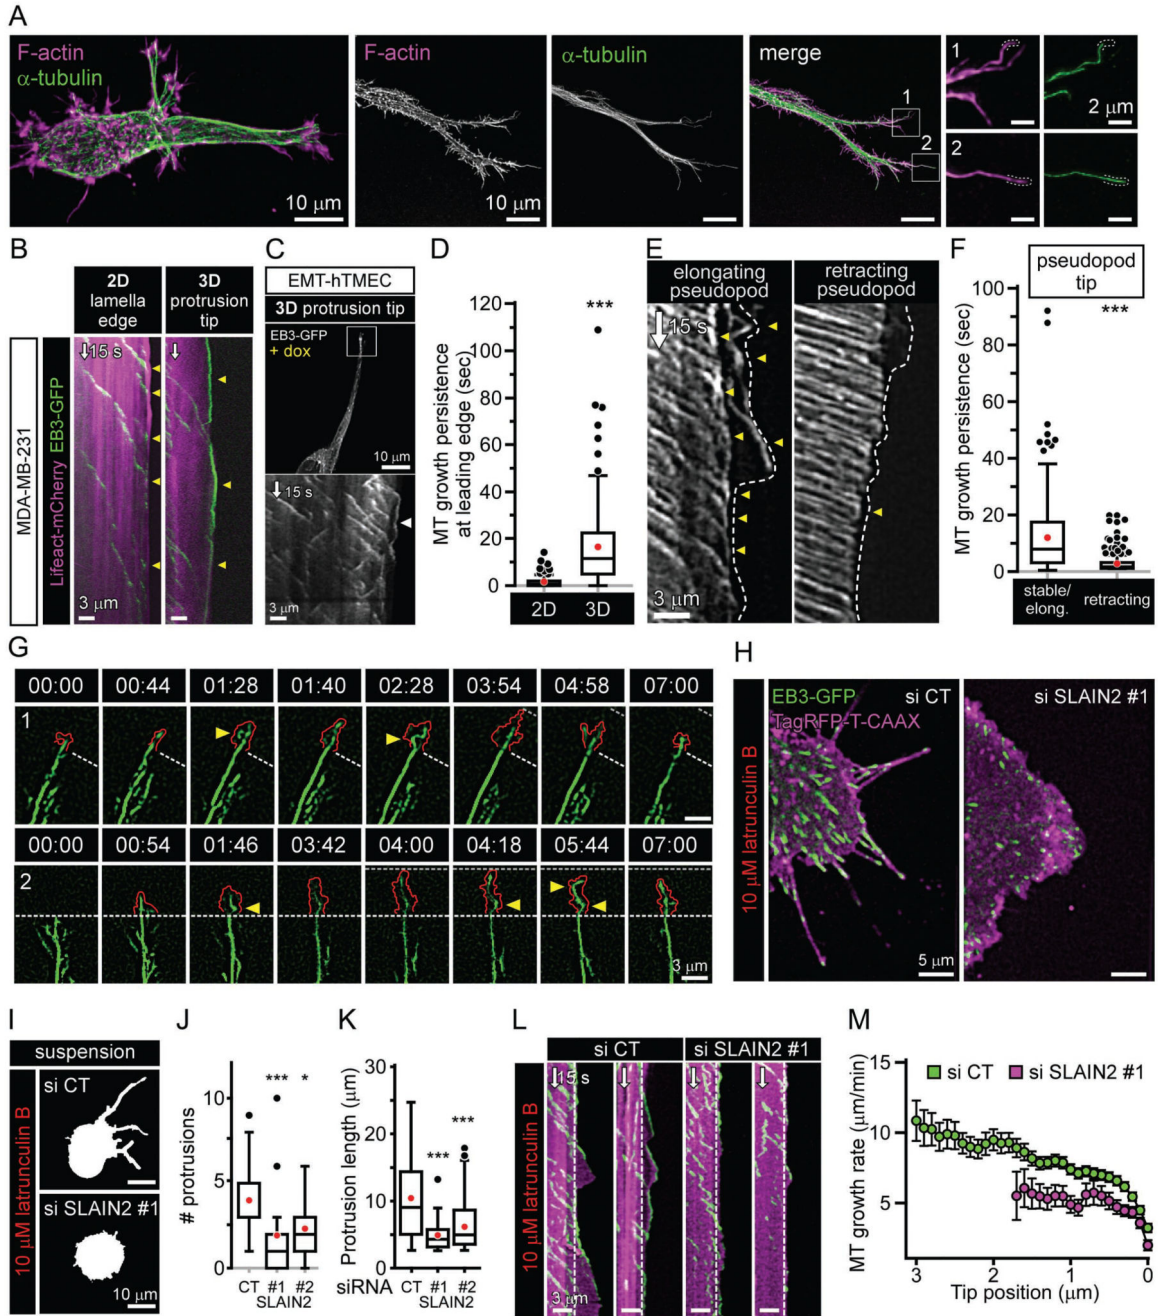 A
F-actin
α-tubulin
10 μm
F-actin
10 μm
α-tubulin
merge
1
2
1
2 μm
2
B
2D
lamella
edge
3D
protrusion
tip
MDA-MB-231
Lifeact-mCherry EB3-GFP
15 s
3 μm
C
EMT-hTMEC
3D protrusion tip
EB3-GFP
+ dox
10 μm
15 s
3 μm
D
MT growth persistence
at leading edge (sec)
120
100
80
60
40
20
0
***
2D
3D
E
elongating
pseudopod
retracting
pseudopod
15 s
3 μm
F
pseudopod
tip
MT growth persistence (sec)
100
80
60
40
20
0
***
stable/
elong.
retracting
G
00:00 00:44 01:28 01:40 02:28 03:54 04:58 07:00
1
00:00 00:54 01:46 03:42 04:00 04:18 05:44 07:00
2
3 μm
H
10 μM latrunculin B
EB3-GFP
si CT
TagRFP-T-CAAX
5 μm
si SLAIN2 #1
I
suspension
10 μM latrunculin B
si CT
si SLAIN2 #1
10 μm
J
# protrusions
10
5
0
***
*
CT #1 #2
SLAIN2
K
Protrusion length (μm)
30
20
10
0
***
***
siRNA CT #1 #2
SLAIN2
L
si CT
si SLAIN2 #1
10 μM latrunculin B
15 s
3 μm
M
MT growth rate (μm/min)
15
10
5
si CT
si SLAIN2 #1
3 2 1 0
Tip position (μm)